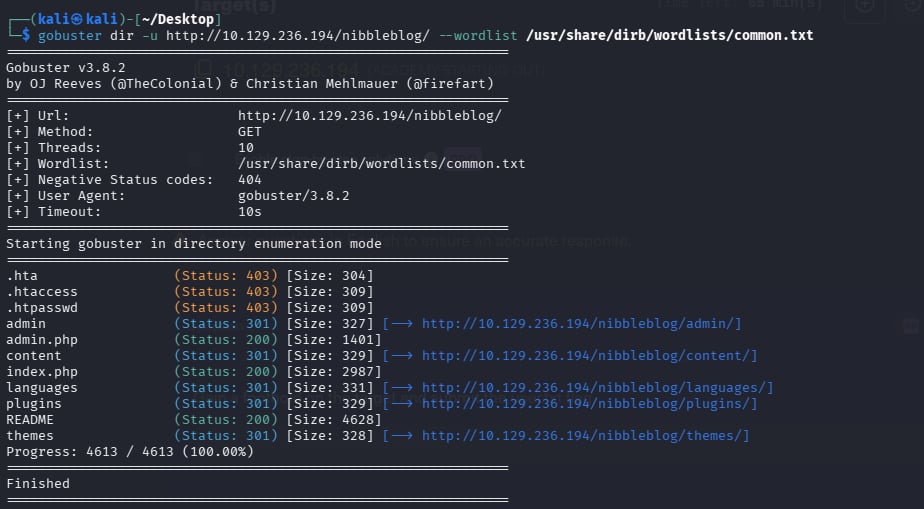 ┌──(kali㉿kali)-[~/Desktop]
└─$ gobuster dir -u http://10.129.236.194/nibbleblog/ --wordlist /usr/share/dirb/wordlists/common.txt
===============================================================
Gobuster v3.8.2
by OJ Reeves (@TheColonial) & Christian Mehlmauer (@firefart)
===============================================================
[+] Url:                     http://10.129.236.194/nibbleblog/
[+] Method:                  GET
[+] Threads:                 10
[+] Wordlist:                /usr/share/dirb/wordlists/common.txt
[+] Negative Status codes:   404
[+] User Agent:              gobuster/3.8.2
[+] Timeout:                 10s
===============================================================
Starting gobuster in directory enumeration mode
===============================================================
.hta                 (Status: 403) [Size: 304]
.htaccess            (Status: 403) [Size: 309]
.htpasswd            (Status: 403) [Size: 309]
admin                (Status: 301) [Size: 327] [--> http://10.129.236.194/nibbleblog/admin/]
admin.php            (Status: 200) [Size: 1401]
content              (Status: 301) [Size: 329] [--> http://10.129.236.194/nibbleblog/content/]
index.php            (Status: 200) [Size: 2987]
languages            (Status: 301) [Size: 331] [--> http://10.129.236.194/nibbleblog/languages/]
plugins              (Status: 301) [Size: 329] [--> http://10.129.236.194/nibbleblog/plugins/]
README               (Status: 200) [Size: 4628]
themes               (Status: 301) [Size: 328] [--> http://10.129.236.194/nibbleblog/themes/]
Progress: 4613 / 4613 (100.00%)
===============================================================
Finished
===============================================================